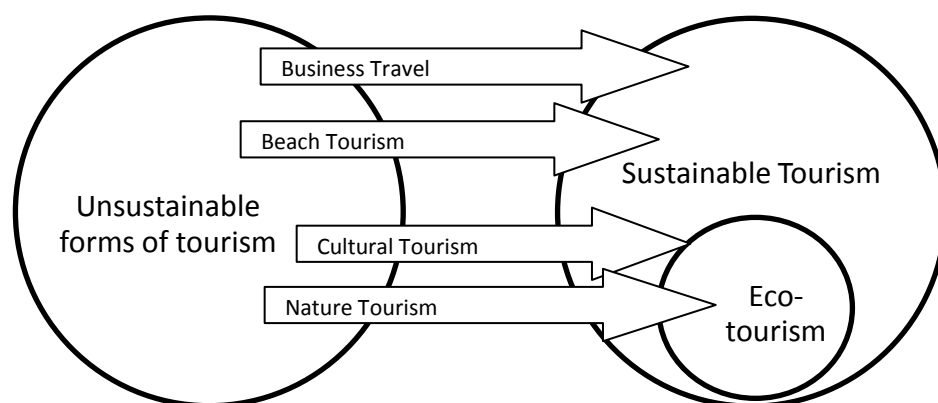 Business Travel
Beach Tourism
Sustainable Tourism
Unsustainable
forms of tourism
Cultural Tourism
Nature Tourism
Eco-
tourism